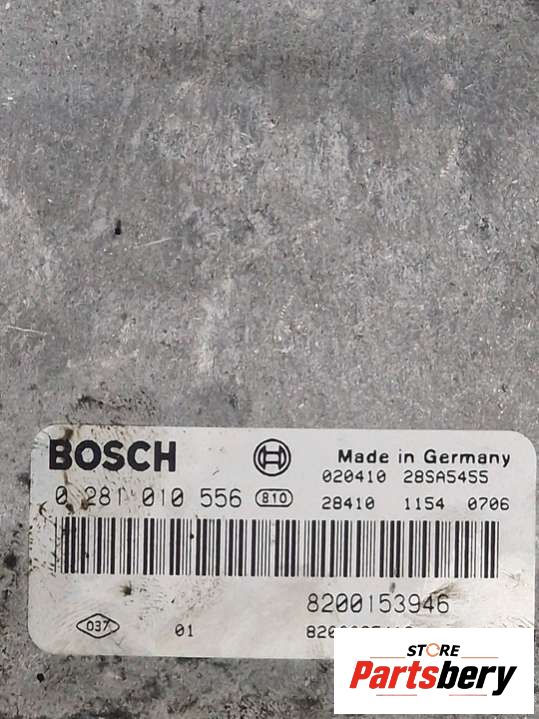 BOSCH
Made in Germany
020410 28SA5455
0 281 010 556 810
28410 1154 0706
8200153946
037 01
STORE
Partsbery